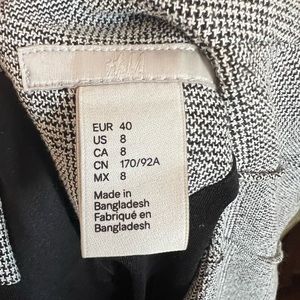 H&M
EUR 40
US 8
CA 8
CN 170/92A
MX 8
Made in
Bangladesh
Fabriqué en
Bangladesh